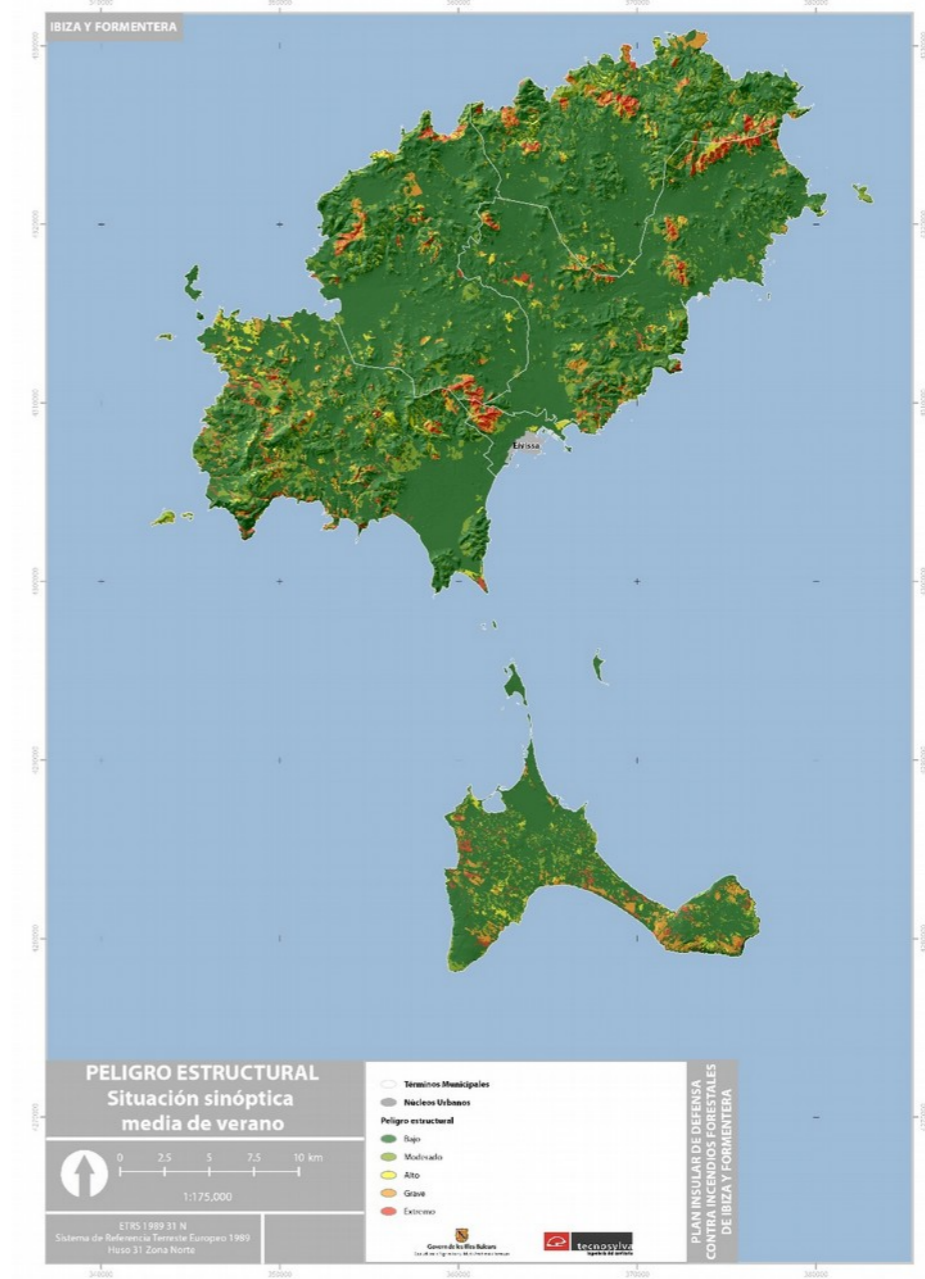 IBIZA Y FORMENTERA
Eivissa
PELIGRO ESTRUCTURAL
Situación sinóptica
media de verano
0 2.5 5 7.5 10 km
1:175,000
ETRS 1989 31 N
Sistema de Referencia Terreste Europeo 1989
Huso 31 Zona Norte
Términos Municipales
Núcleos Urbanos
Peligro estructural
Bajo
Moderado
Alto
Grave
Extremo
Govern de les Illes Balears
tecnosylva
PLAN INSULAR DE DEFENSA
CONTRA INCENDIOS FORESTALES
DE IBIZA Y FORMENTERA